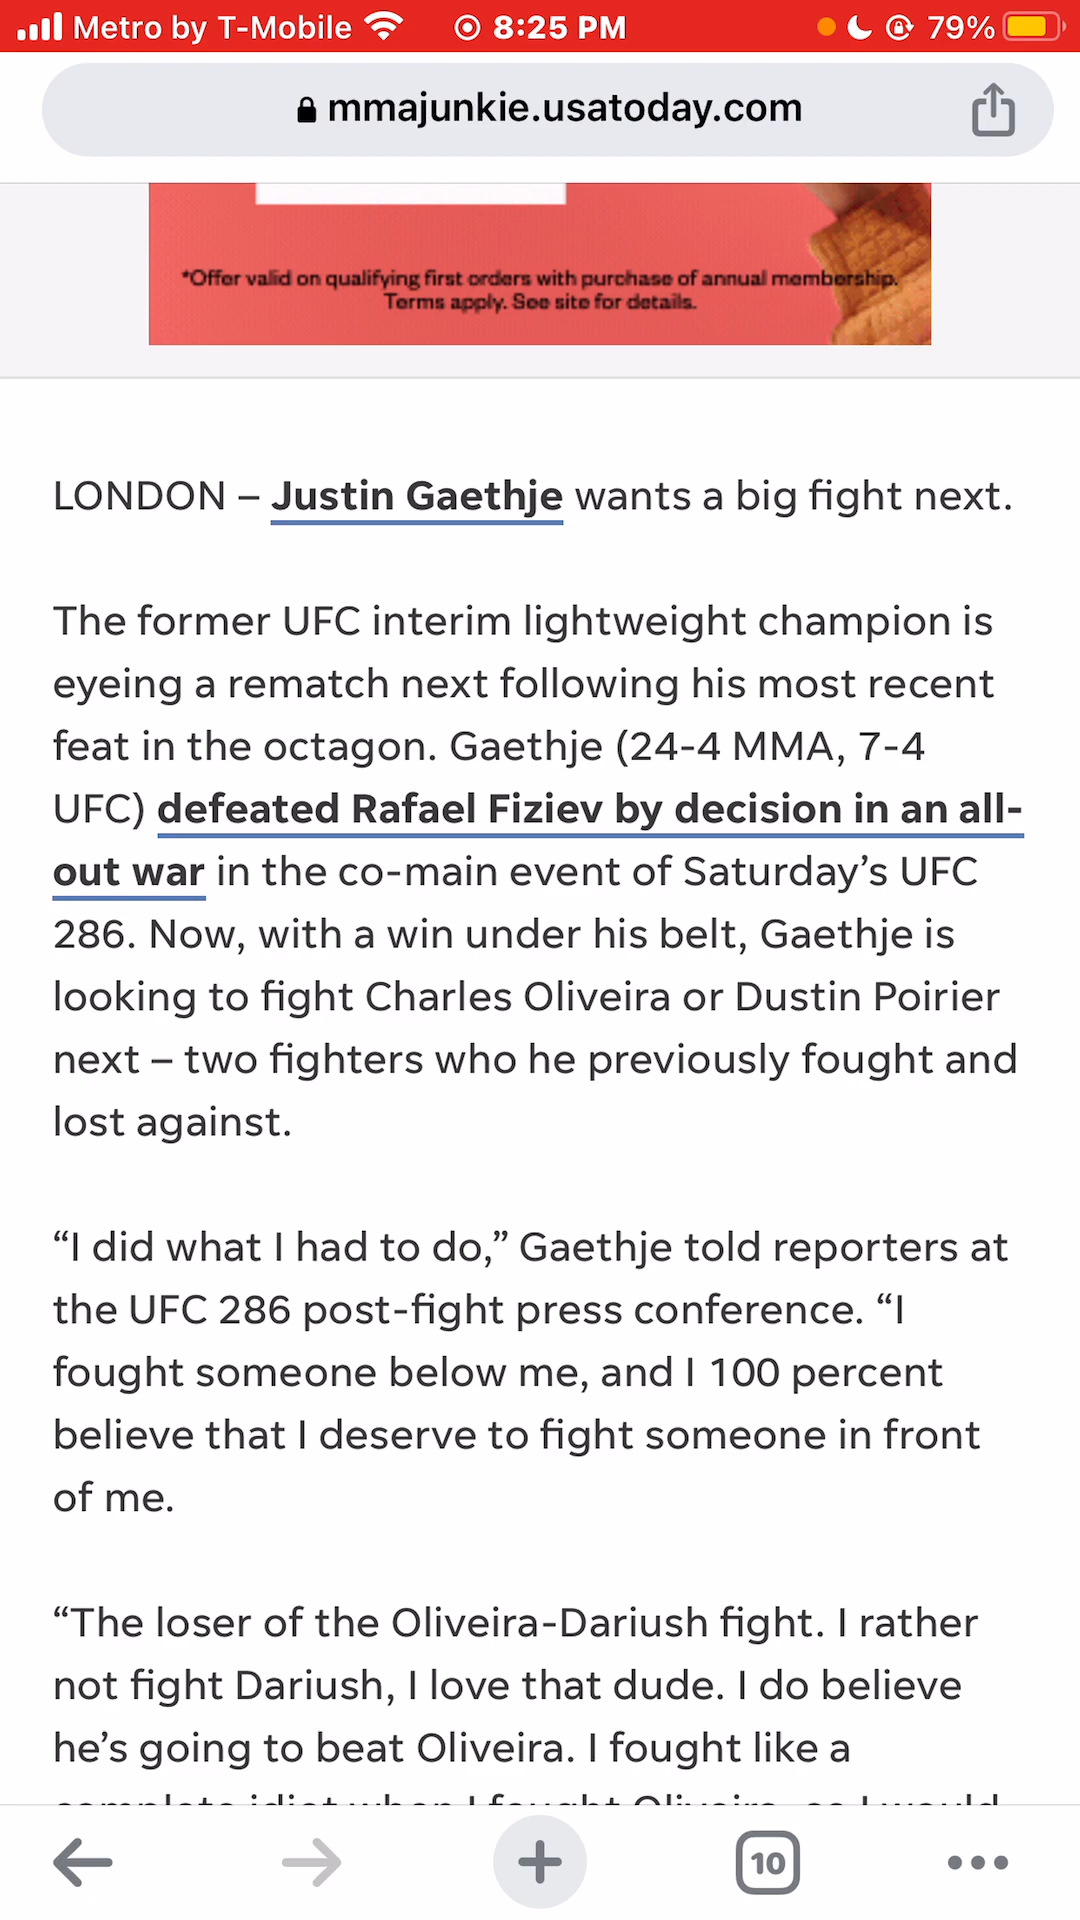 Metro by T-Mobile 8:25 PM 79%
mmajunkie.usatoday.com
*Offer valid on qualifying first orders with purchase of annual membership.
Terms apply. See site for details.
LONDON – Justin Gaethje wants a big fight next.
The former UFC interim lightweight champion is
eyeing a rematch next following his most recent
feat in the octagon. Gaethje (24-4 MMA, 7-4
UFC) defeated Rafael Fiziev by decision in an all-
out war in the co-main event of Saturday’s UFC
286. Now, with a win under his belt, Gaethje is
looking to fight Charles Oliveira or Dustin Poirier
next – two fighters who he previously fought and
lost against.
“I did what I had to do,” Gaethje told reporters at
the UFC 286 post-fight press conference. “I
fought someone below me, and I 100 percent
believe that I deserve to fight someone in front
of me.
“The loser of the Oliveira-Dariush fight. I rather
not fight Dariush, I love that dude. I do believe
he’s going to beat Oliveira. I fought like a
complete idiot when I fought Oliveira, so I would
10